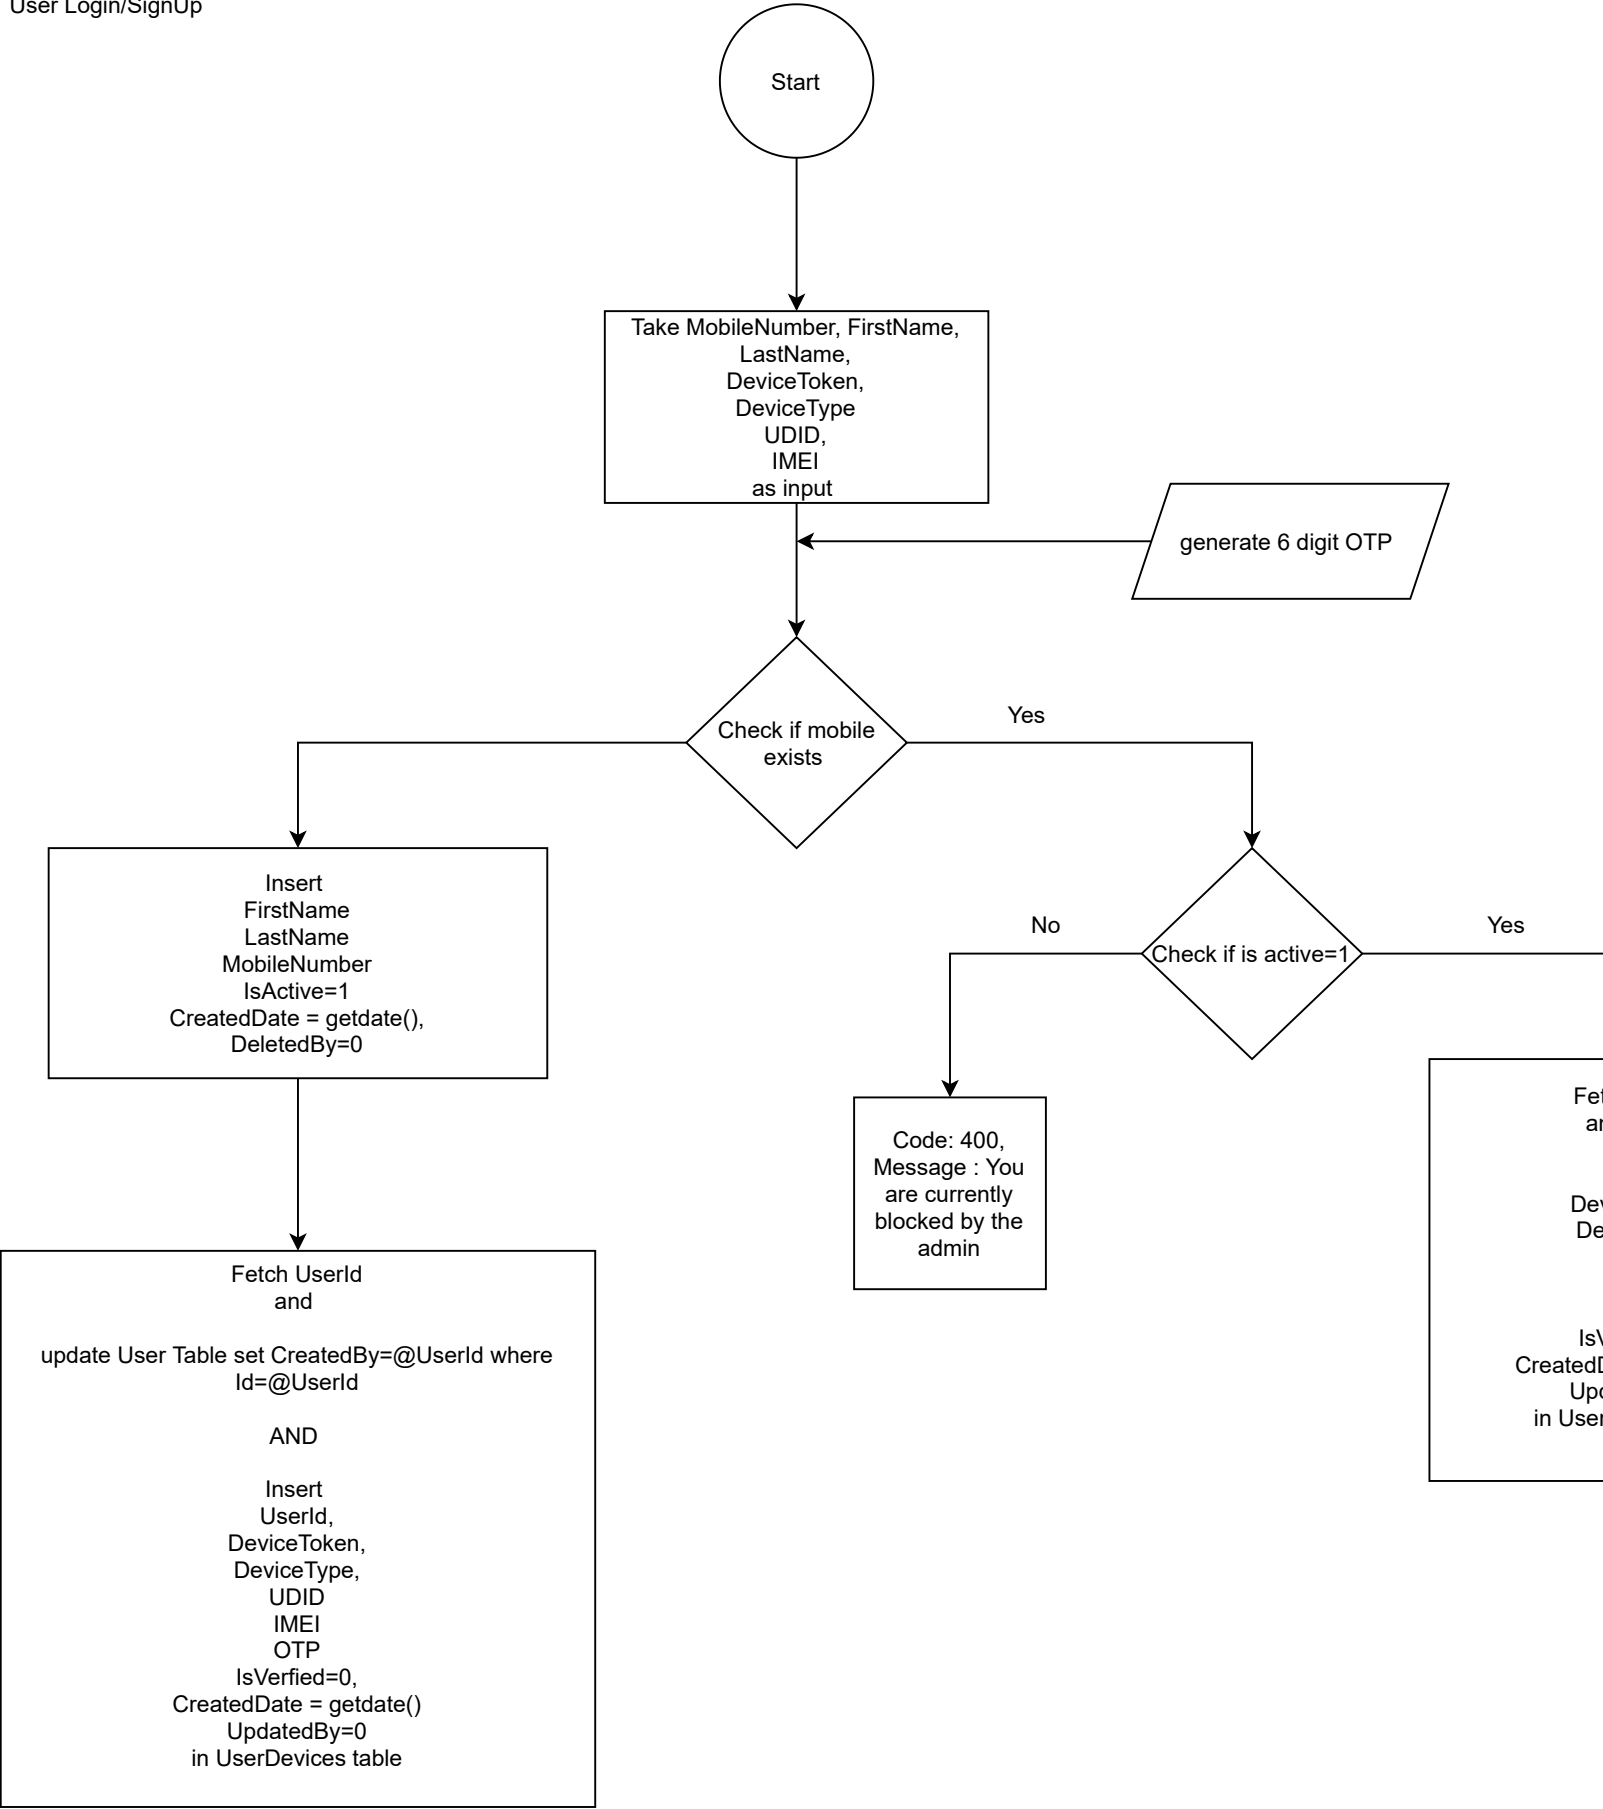 User Login/SignUp
Start
Take MobileNumber, FirstName,
LastName,
DeviceToken,
DeviceType
UDID,
IMEI
as input
generate 6 digit OTP
Check if mobile
exists
Yes
Insert
FirstName
LastName
MobileNumber
IsActive=1
CreatedDate = getdate(),
DeletedBy=0
No
Check if is active=1
Yes
Code: 400,
Message : You
are currently
blocked by the
admin
Fetch UserId
and
update User Table set CreatedBy=@UserId where
Id=@UserId
AND
Insert
UserId,
DeviceToken,
DeviceType,
UDID
IMEI
OTP
IsVerfied=0,
CreatedDate = getdate()
UpdatedBy=0
in UserDevices table
in